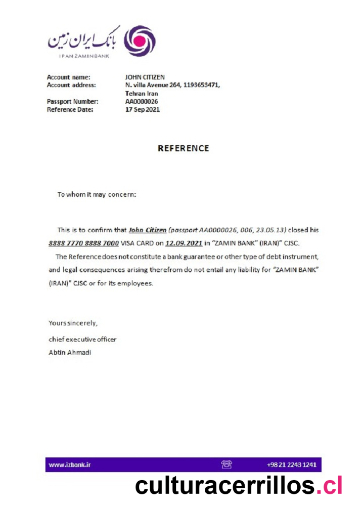 بانک ایران زمین
IRAN ZAMIN BANK
Account name: JOHN CITIZEN
Account address: N. villa Avenue 264, 1193653471,
Tehran Iran
Passport Number: AA0000026
Reference Date: 17 Sep 2021
REFERENCE
To whom it may concern:
This is to confirm that John Citizen (passport AA0000026, 006, 23.05.13) closed his
8888 7770 8888 7000 VISA CARD on 12.09.2021 in "ZAMIN BANK" (IRAN)" CJSC.
The Reference does not constitute a bank guarantee or other type of debt instrument,
and legal consequences arising therefrom do not entail any liability for "ZAMIN BANK"
(IRAN)" CJSC or for its employees.
Yours sincerely,
chief executive officer
Abtin Ahmadi
www.izbank.ir +98 21 2248 1241
culturacerrillos.cl